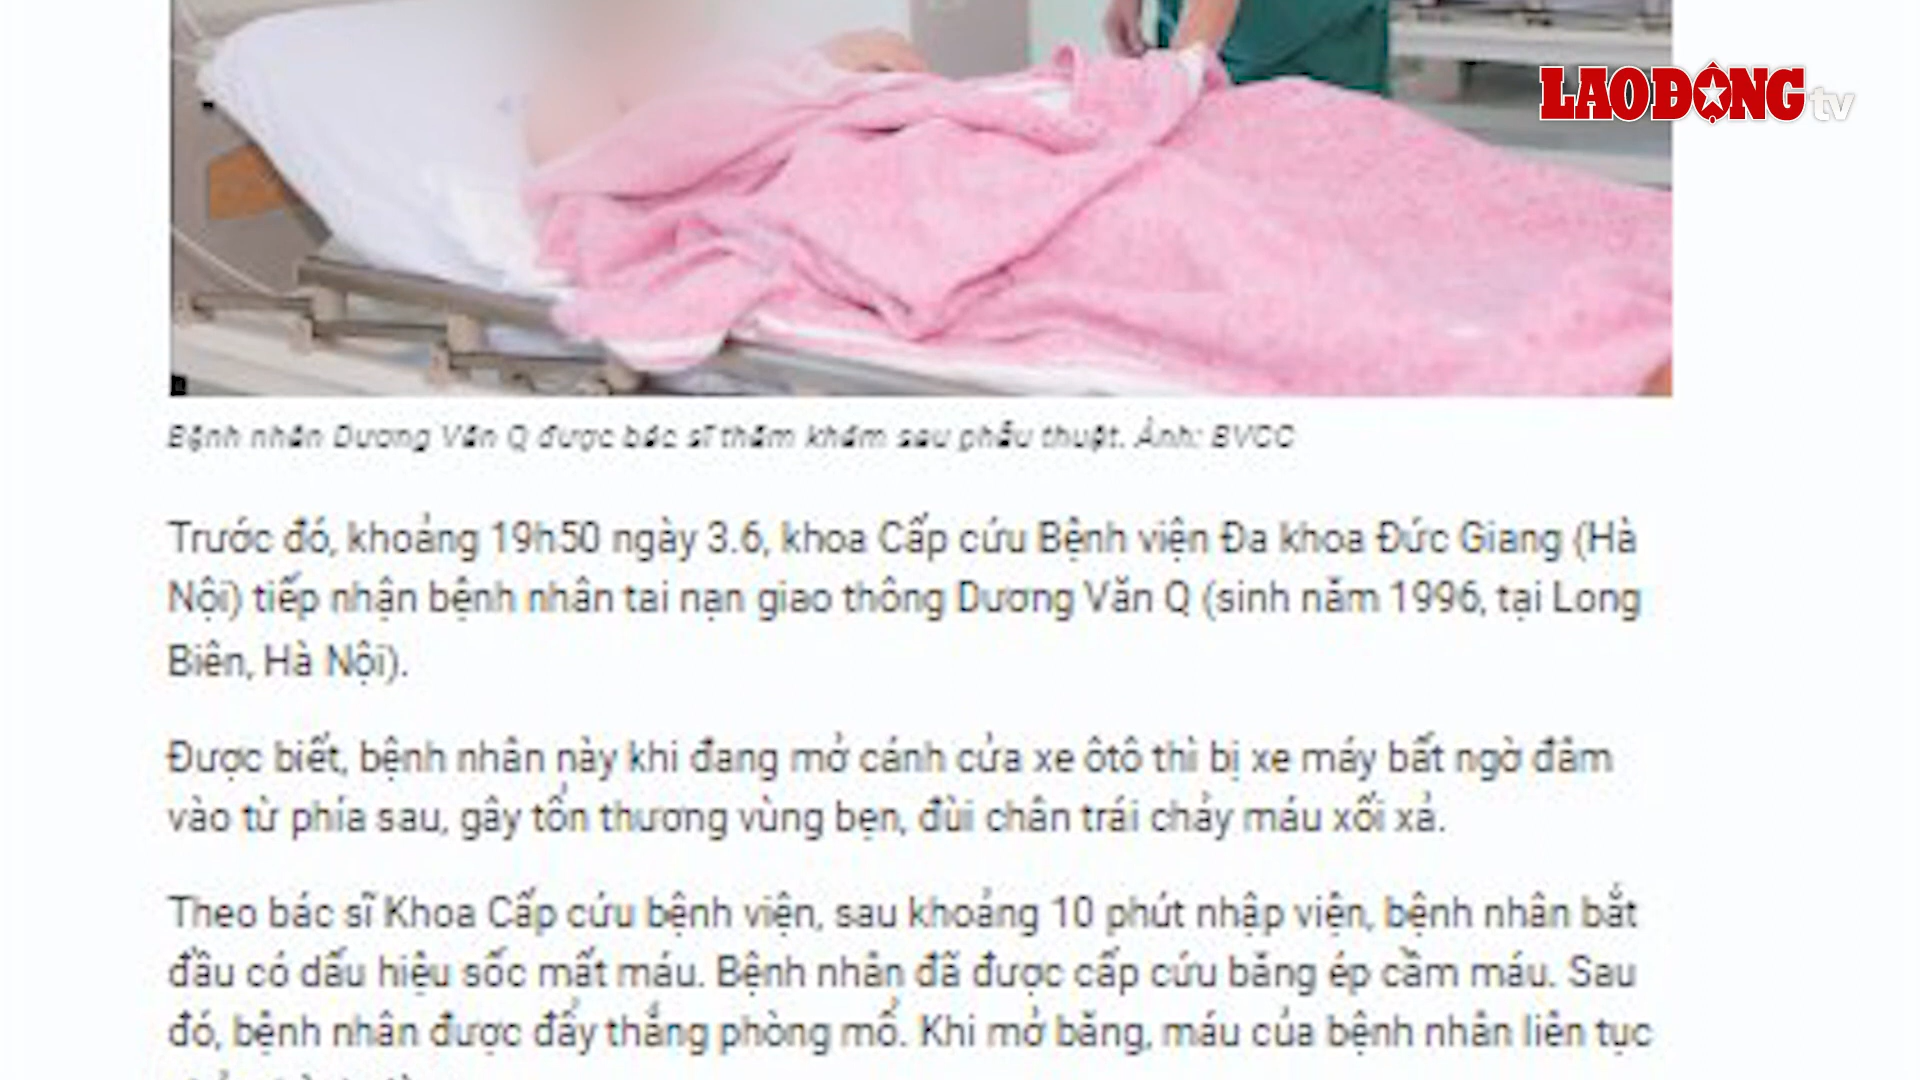 LAO ĐỘNG tv
Bệnh nhân Dương Văn Q được bác sĩ thăm khám sau phẫu thuật. Ảnh: BVCC
Trước đó, khoảng 19h50 ngày 3.6, khoa Cấp cứu Bệnh viện Đa khoa Đức Giang (Hà
Nội) tiếp nhận bệnh nhân tai nạn giao thông Dương Văn Q (sinh năm 1996, tại Long
Biên, Hà Nội).
Được biết, bệnh nhân này khi đang mở cánh cửa xe ôtô thì bị xe máy bất ngờ đâm
vào từ phía sau, gây tổn thương vùng bẹn, đùi chân trái chảy máu xối xả.
Theo bác sĩ Khoa Cấp cứu bệnh viện, sau khoảng 10 phút nhập viện, bệnh nhân bắt
đầu có dấu hiệu sốc mất máu. Bệnh nhân đã được cấp cứu băng ép cầm máu. Sau
đó, bệnh nhân được đẩy thẳng phòng mổ. Khi mở băng, máu của bệnh nhân liên tục